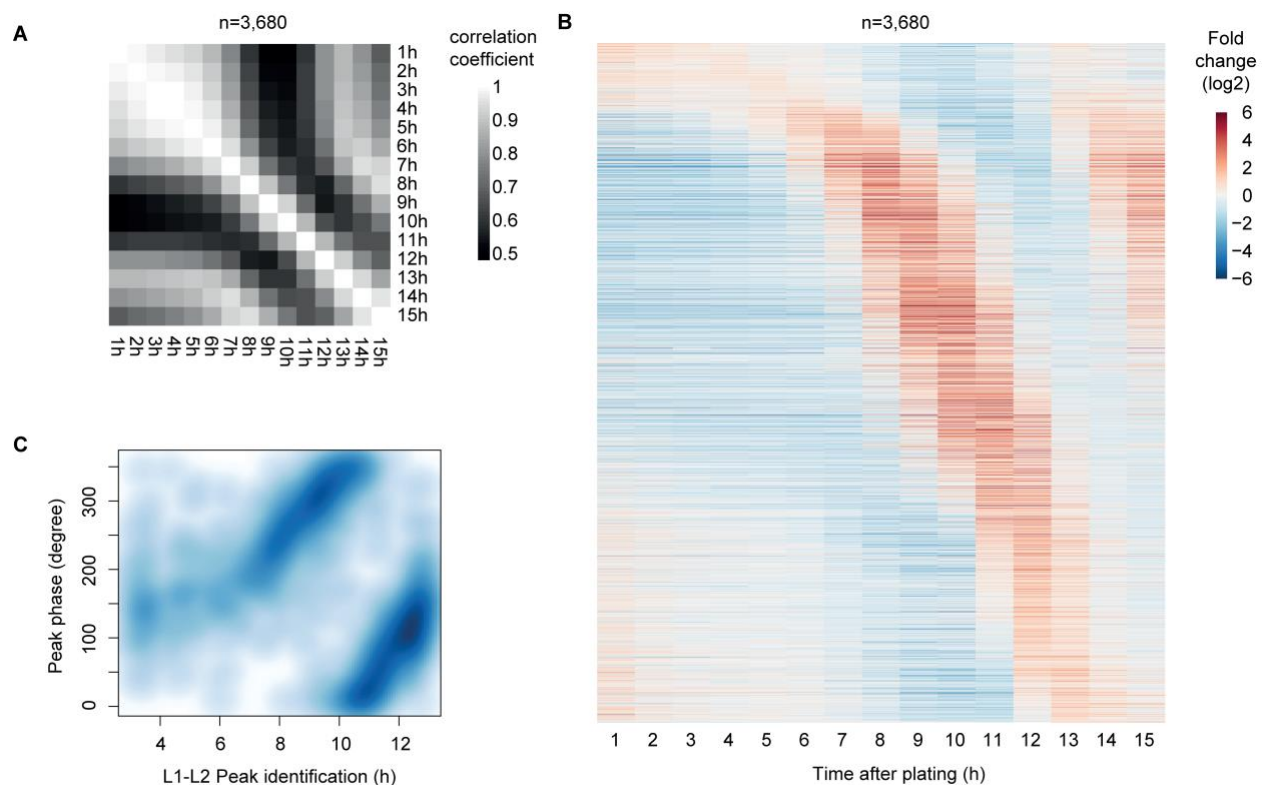 A
n=3,680
correlation
coefficient
1
0.9
0.8
0.7
0.6
0.5
1h
2h
3h
4h
5h
6h
7h
8h
9h
10h
11h
12h
13h
14h
15h
1h 2h 3h 4h 5h 6h 7h 8h 9h 10h 11h 12h 13h 14h 15h
B
n=3,680
Fold
change
(log2)
6
4
2
0
−2
−4
−6
1 2 3 4 5 6 7 8 9 10 11 12 13 14 15
Time after plating (h)
C
Peak phase (degree)
300
200
100
0
4 6 8 10 12
L1-L2 Peak identification (h)